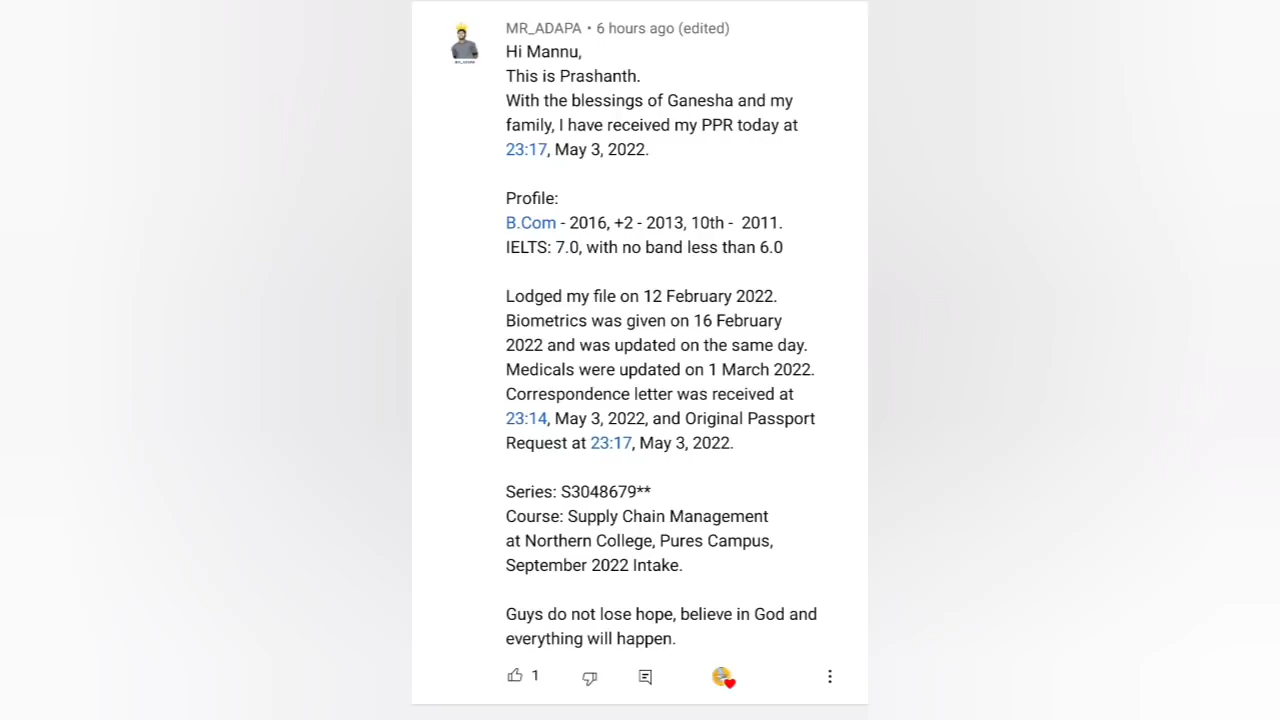 MR_ADAPA • 6 hours ago (edited)
Hi Mannu,
This is Prashanth.
With the blessings of Ganesha and my
family, I have received my PPR today at
23:17, May 3, 2022.
Profile:
B.Com - 2016, +2 - 2013, 10th - 2011.
IELTS: 7.0, with no band less than 6.0
Lodged my file on 12 February 2022.
Biometrics was given on 16 February
2022 and was updated on the same day.
Medicals were updated on 1 March 2022.
Correspondence letter was received at
23:14, May 3, 2022, and Original Passport
Request at 23:17, May 3, 2022.
Series: S3048679**
Course: Supply Chain Management
at Northern College, Pures Campus,
September 2022 Intake.
Guys do not lose hope, believe in God and
everything will happen.
1